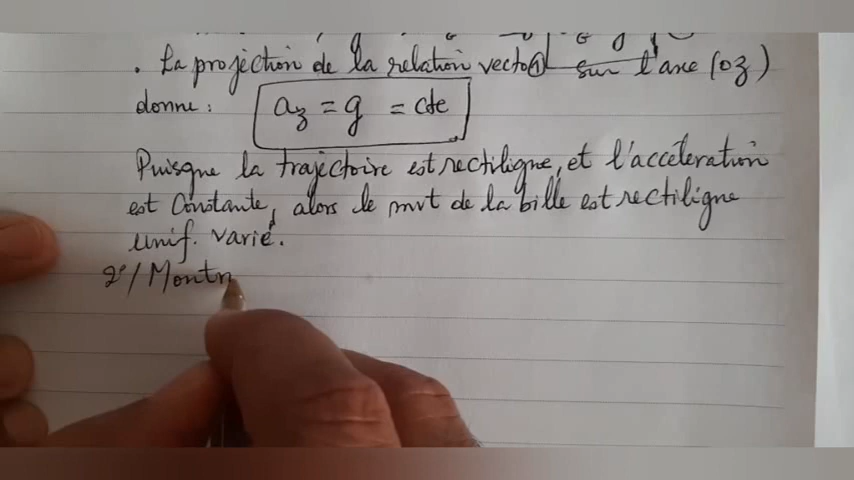 . La projection de la relation vecto① sur l'axe (oz)
donne : az = g = cte
Puisque la trajectoire est rectiligne, et l'accéleration
est Constante, alors le mvt de la bille est rectiligne
unif. varié.
2°/ Montr